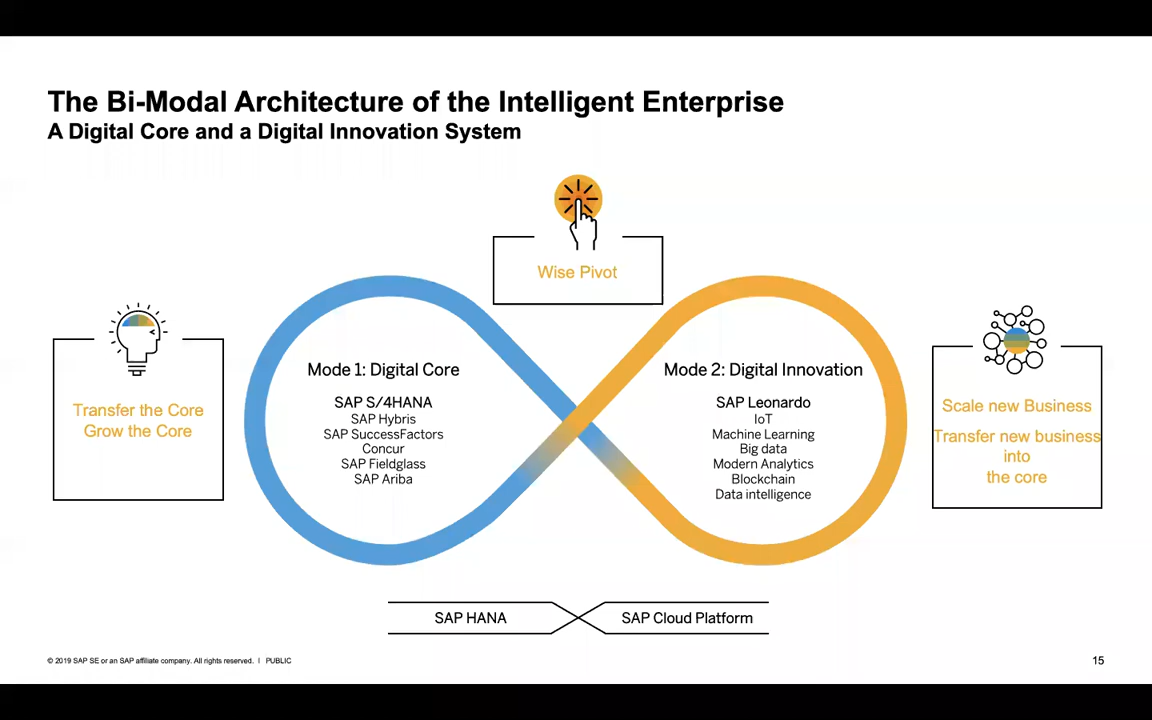 The Bi-Modal Architecture of the Intelligent Enterprise
A Digital Core and a Digital Innovation System
Wise Pivot
Transfer the Core
Grow the Core
Mode 1: Digital Core
SAP S/4HANA
SAP Hybris
SAP SuccessFactors
Concur
SAP Fieldglass
SAP Ariba
Mode 2: Digital Innovation
SAP Leonardo
IoT
Machine Learning
Big data
Modern Analytics
Blockchain
Data intelligence
Scale new Business
Transfer new business
into
the core
SAP HANA
SAP Cloud Platform
© 2019 SAP SE or an SAP affiliate company. All rights reserved. I PUBLIC
15